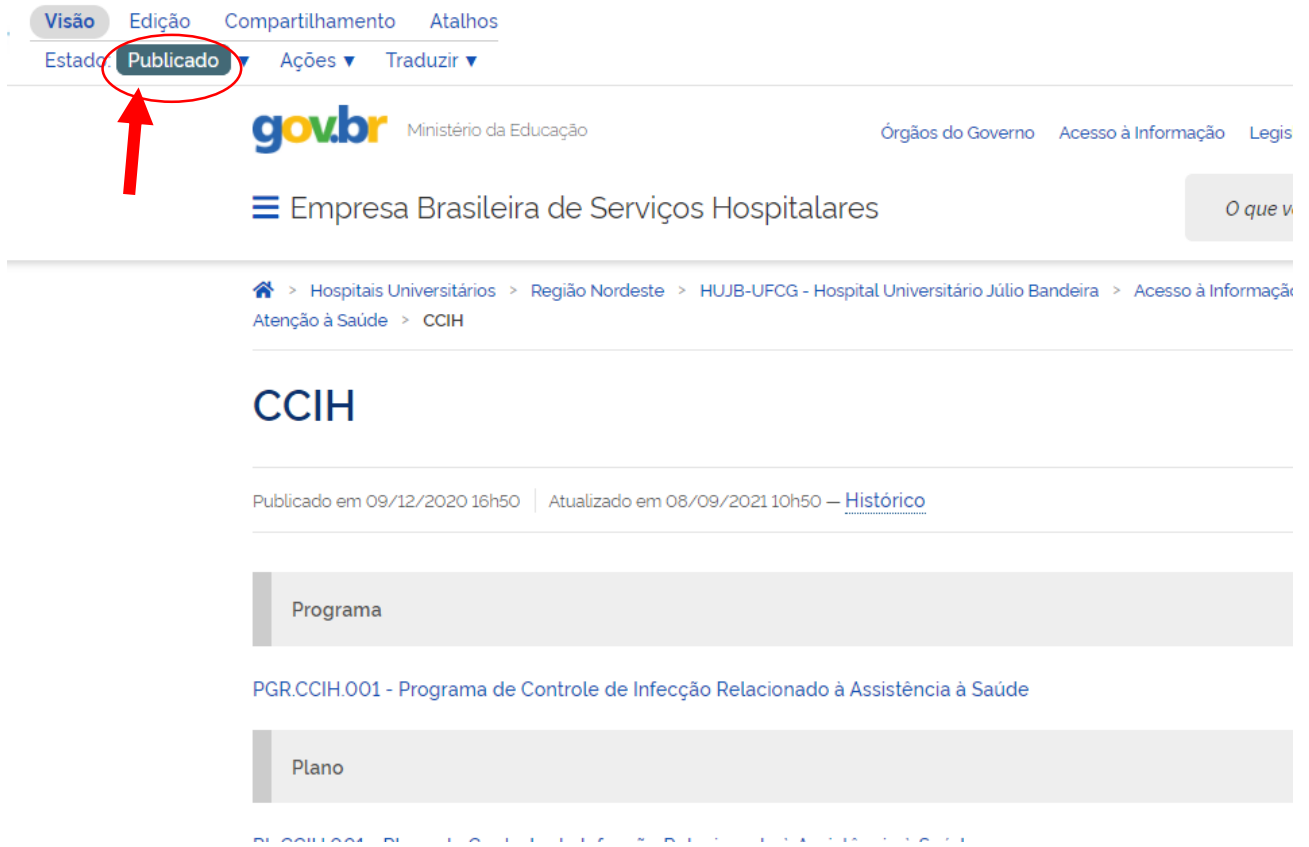 Visão Edição Compartilhamento Atalhos
Estado: Publicado ▼ Ações ▼ Traduzir ▼
gov.br Ministério da Educação Órgãos do Governo Acesso à Informação Legis
Empresa Brasileira de Serviços Hospitalares O que v
> Hospitais Universitários > Região Nordeste > HUJB-UFCG - Hospital Universitário Júlio Bandeira > Acesso à Informação
Atenção à Saúde > CCIH
CCIH
Publicado em 09/12/2020 16h50 Atualizado em 08/09/2021 10h50 — Histórico
Programa
PGR.CCIH.001 - Programa de Controle de Infecção Relacionado à Assistência à Saúde
Plano